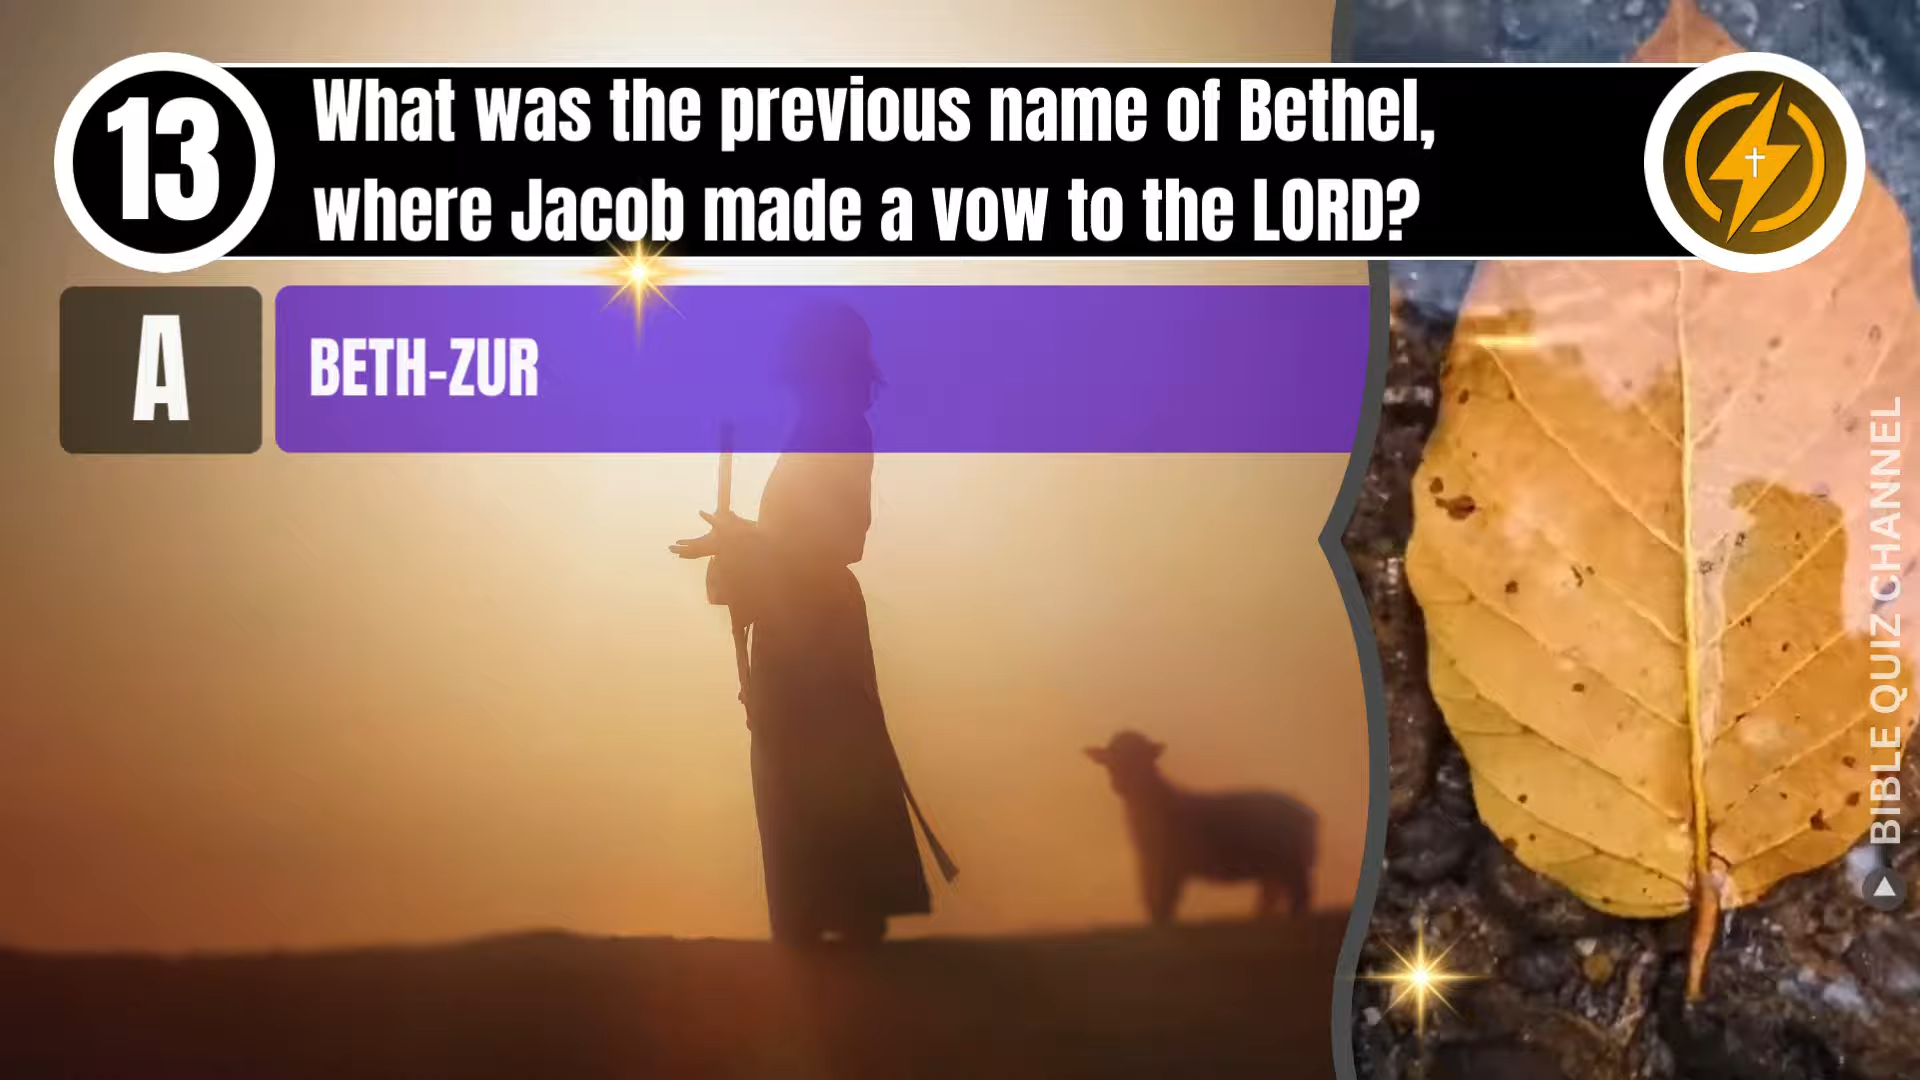 13
What was the previous name of Bethel,
where Jacob made a vow to the LORD?
A
BETH-ZUR
BIBLE QUIZ CHANNEL